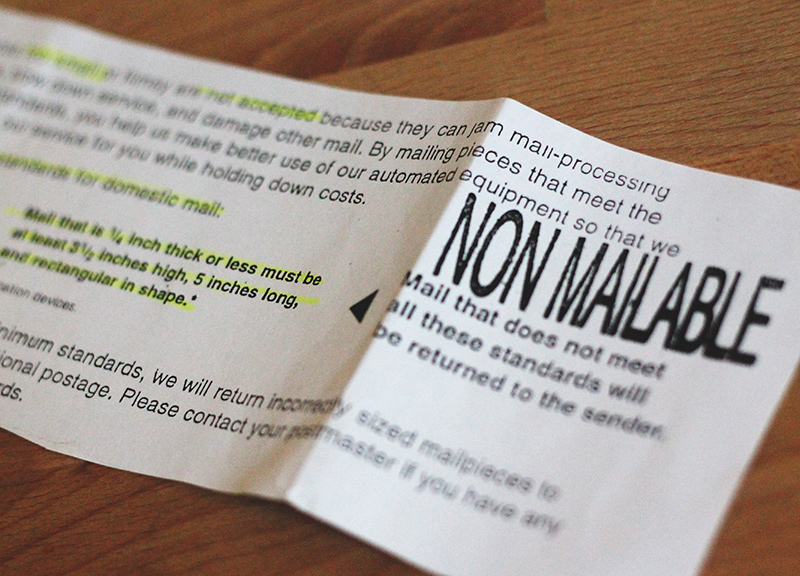 flimsy are not accepted because they can jam mail-processing
slow down service, and damage other mail. By mailing pieces that meet the
standards, you help us make better use of our automated equipment so that we
our service for you while holding down costs.
NON MAILABLE
standards for domestic mail:
Mail that is ¼ inch thick or less must be
at least 3½ inches high, 5 inches long,
and rectangular in shape.*
Mail that does not meet
all these standards will
be returned to the sender.
devices.
minimum standards, we will return incorrectly sized mailpieces to
ional postage. Please contact your postmaster if you have any
rds.